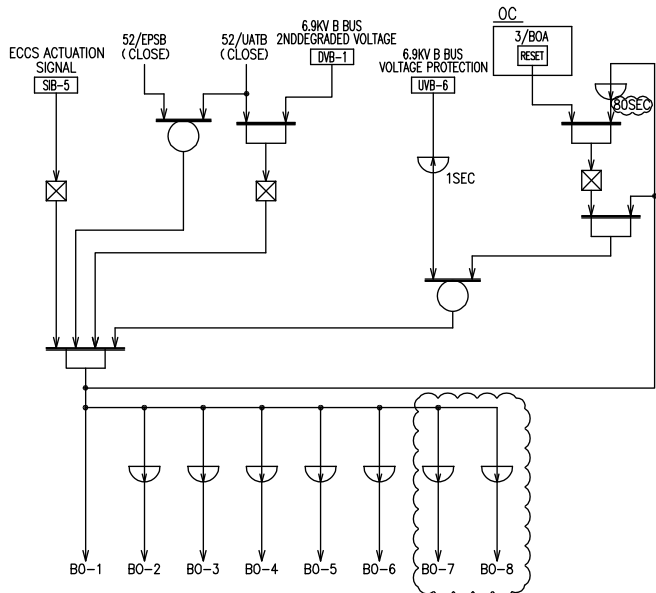 OC
3/BOA
RESET
6.9KV B BUS
2NDDEGRADED VOLTAGE
DVB-1
52/EPSB
(CLOSE)
52/UATB
(CLOSE)
6.9KV B BUS
VOLTAGE PROTECTION
UVB-6
ECCS ACTUATION
SIGNAL
SIB-5
80SEC
1SEC
BO-1
BO-2
BO-3
BO-4
BO-5
BO-6
BO-7
BO-8